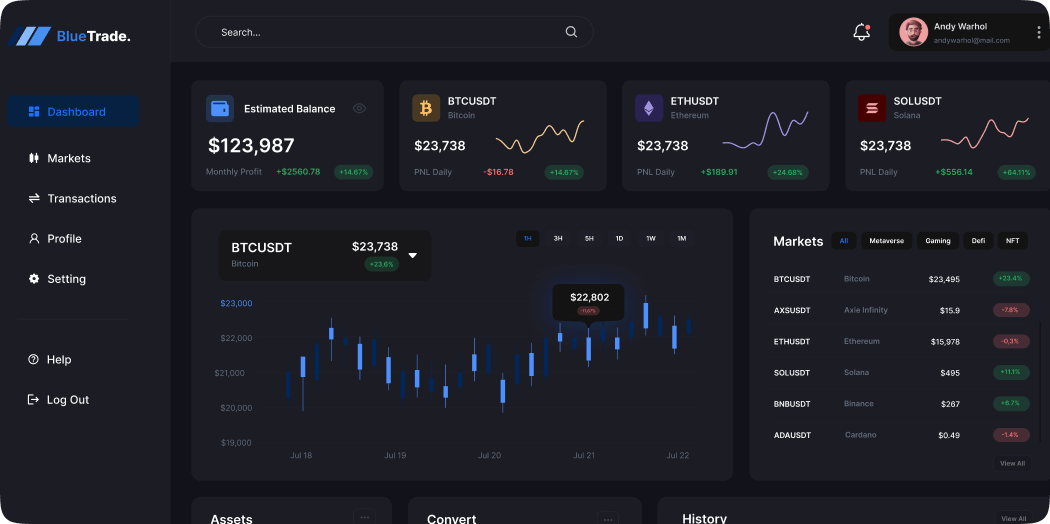 BlueTrade.
Search...
Andy Warhol
andywarhol@mail.com
Dashboard
Markets
Transactions
Profile
Setting
Help
Log Out
Estimated Balance
$123,987
Monthly Profit +$2560.78 +14.67%
BTCUSDT
Bitcoin
$23,738
PNL Daily -$16.78 +14.67%
ETHUSDT
Ethereum
$23,738
PNL Daily +$189.91 +24.68%
SOLUSDT
Solana
$23,738
PNL Daily +$556.14 +64,11%
BTCUSDT $23,738
Bitcoin +23,6%
1H 3H 5H 1D 1W 1M
$22,802
$23,000
$22,000
$21,000
$20,000
$19,000
Jul 18 Jul 19 Jul 20 Jul 21 Jul 22
Markets All Metaverse Gaming Defi NFT
BTCUSDT Bitcoin $23,495 +23.4%
AXSUSDT Axie Infinity $15.9 -7.8%
ETHUSDT Ethereum $15,978 -0,3%
SOLUSDT Solana $495 +11.1%
BNBUSDT Binance $267 +6.7%
ADAUSDT Cardano $0.49 -1.4%
View All
Assets ...
Convert ...
History View All